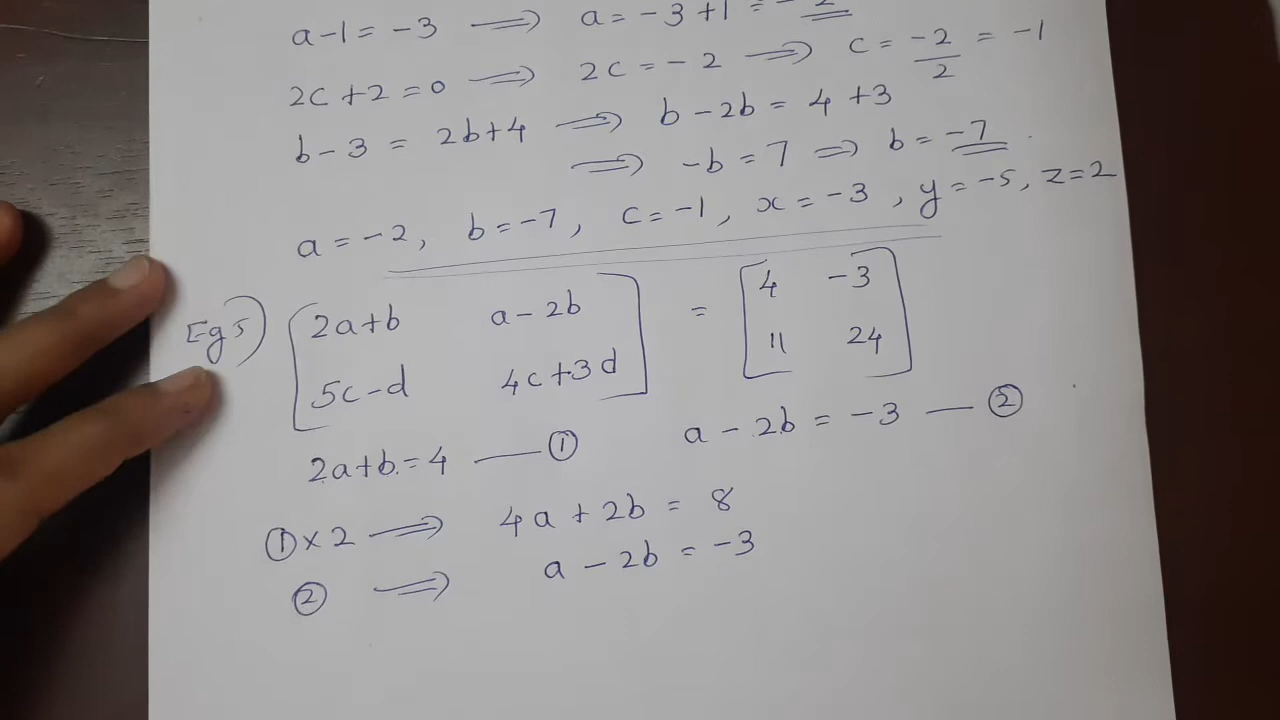 a-1 = -3 ⟹ a = -3+1 = -2
2c+2 = 0 ⟹ 2c = -2 ⟹ c = -2/2 = -1
b-3 = 2b+4 ⟹ b-2b = 4+3
⟹ -b = 7 ⟹ b = -7
a = -2, b = -7, c = -1, x = -3, y = -5, z = 2
Eg 5) [2a+b a-2b = [4 -3
5c-d 4c+3d] 11 24]
2a+b = 4 — ① a-2b = -3 — ②
① × 2 ⟹ 4a+2b = 8
② ⟹ a-2b = -3